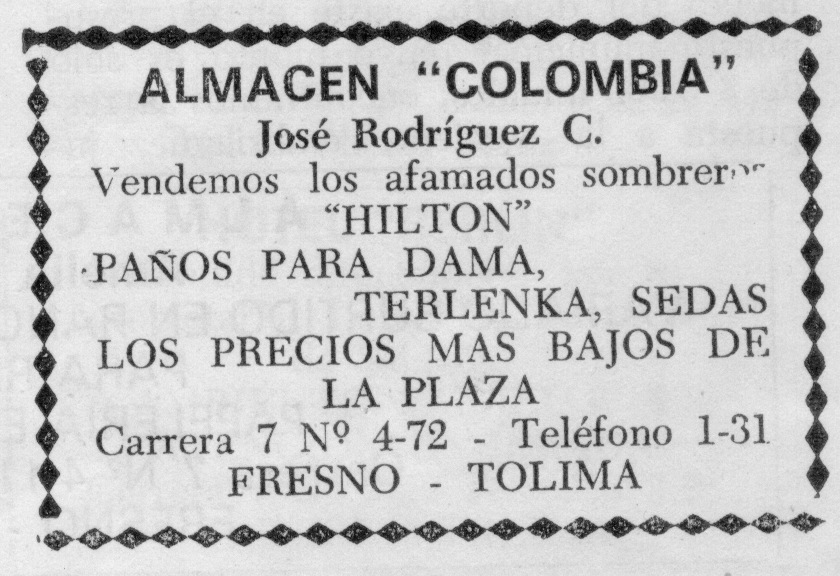 ALMACEN “COLOMBIA”
José Rodríguez C.
Vendemos los afamados sombreros
“HILTON”
PAÑOS PARA DAMA,
TERLENKA, SEDAS
LOS PRECIOS MAS BAJOS DE
LA PLAZA
Carrera 7 Nº 4-72 - Teléfono 1-31
FRESNO - TOLIMA